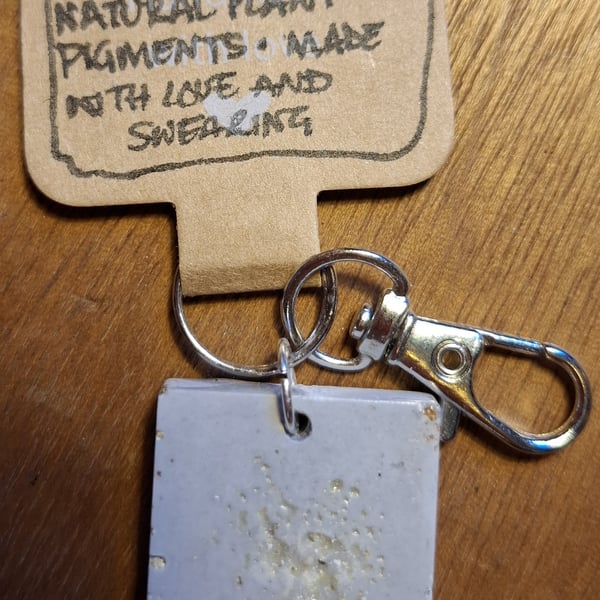 NATURAL PLANT
PIGMENTS • MADE
WITH LOVE AND
SWEARING